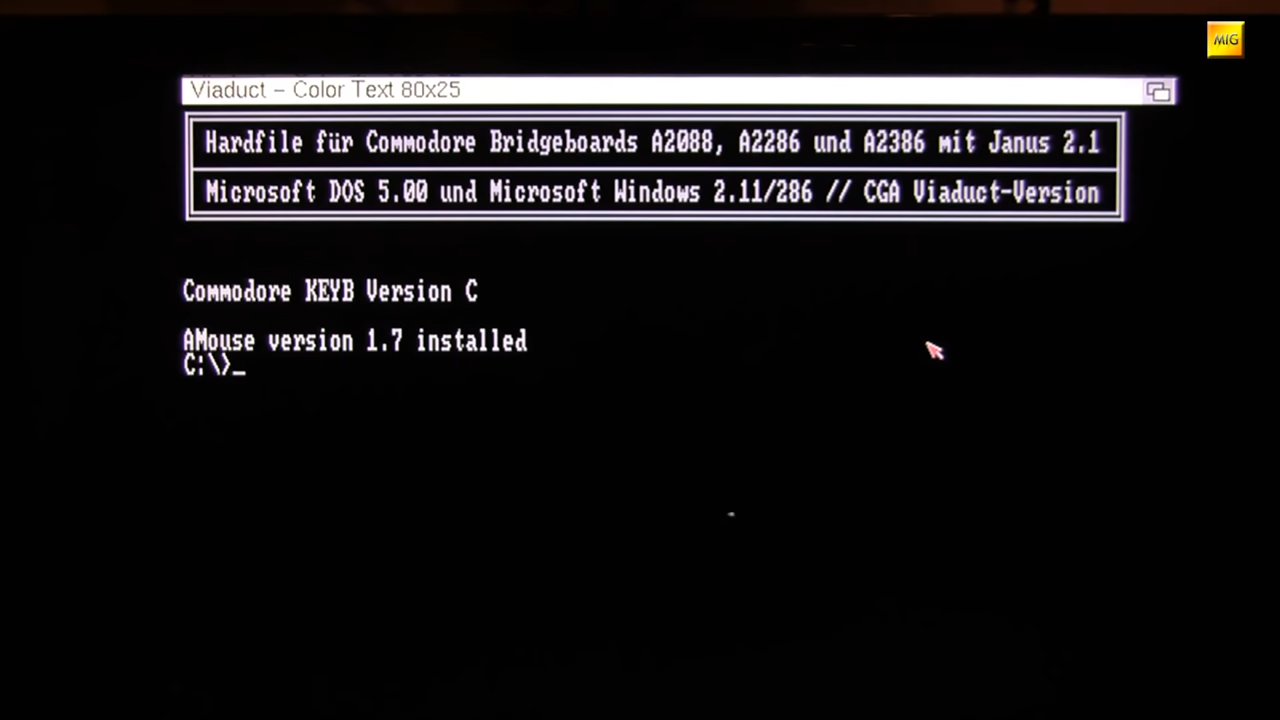 MIG
Viaduct – Color Text 80x25
Hardfile für Commodore Bridgeboards A2088, A2286 und A2386 mit Janus 2.1
Microsoft DOS 5.00 und Microsoft Windows 2.11/286 // CGA Viaduct-Version
Commodore KEYB Version C
AMouse version 1.7 installed
C:\>_